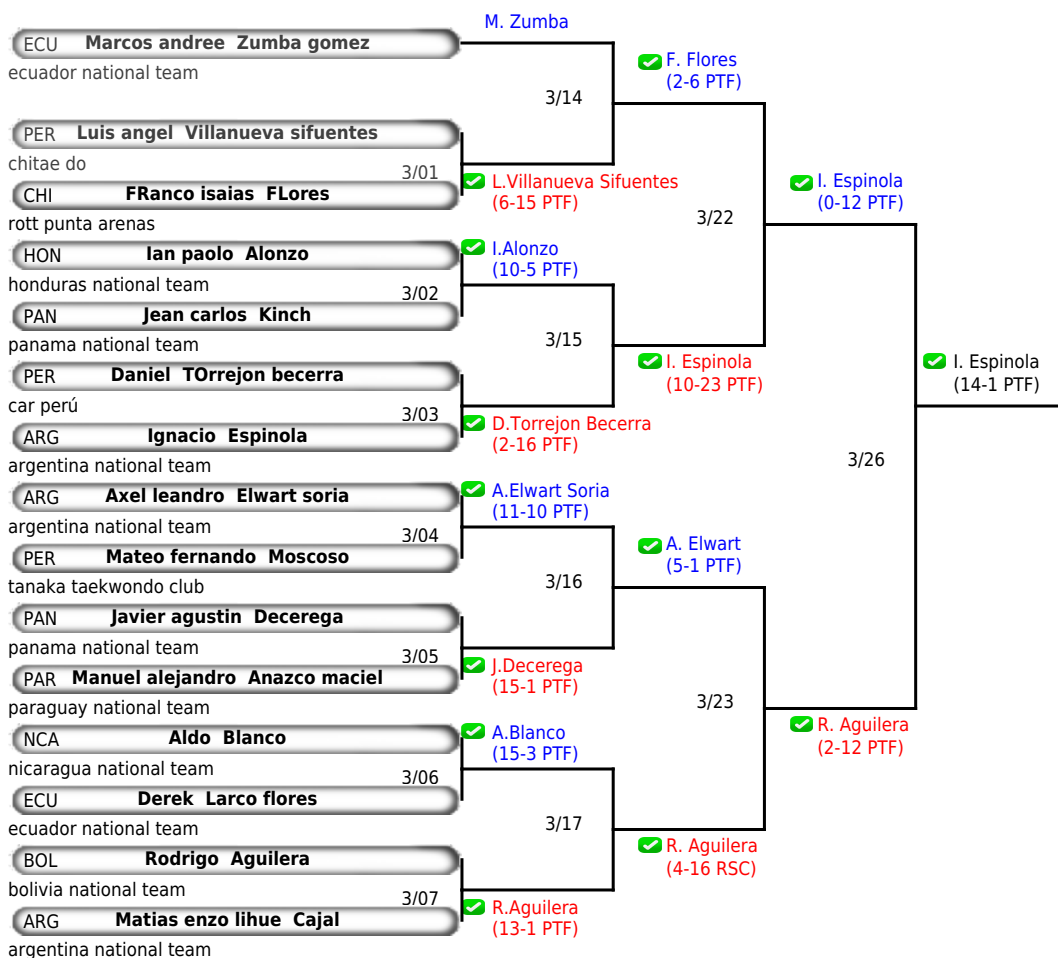 M. Zumba
ECU Marcos andree Zumba gomez
ecuador national team
F. Flores
(2-6 PTF)
3/14
PER Luis angel Villanueva sifuentes
chitae do
3/01
CHI FRanco isaias FLores
rott punta arenas
L.Villanueva Sifuentes
(6-15 PTF)
I. Espinola
(0-12 PTF)
3/22
HON Ian paolo Alonzo
honduras national team
I.Alonzo
(10-5 PTF)
3/02
PAN Jean carlos Kinch
panama national team
3/15
I. Espinola
(10-23 PTF)
I. Espinola
(14-1 PTF)
PER Daniel TOrrejon becerra
car perú
3/03
ARG Ignacio Espinola
argentina national team
D.Torrejon Becerra
(2-16 PTF)
3/26
ARG Axel leandro Elwart soria
argentina national team
A.Elwart Soria
(11-10 PTF)
3/04
PER Mateo fernando Moscoso
tanaka taekwondo club
A. Elwart
(5-1 PTF)
3/16
PAN Javier agustin Decerega
panama national team
3/05
PAR Manuel alejandro Anazco maciel
paraguay national team
J.Decerega
(15-1 PTF)
3/23
R. Aguilera
(2-12 PTF)
NCA Aldo Blanco
nicaragua national team
A.Blanco
(15-3 PTF)
3/06
ECU Derek Larco flores
ecuador national team
3/17
R. Aguilera
(4-16 RSC)
BOL Rodrigo Aguilera
bolivia national team
3/07
ARG Matias enzo lihue Cajal
argentina national team
R.Aguilera
(13-1 PTF)